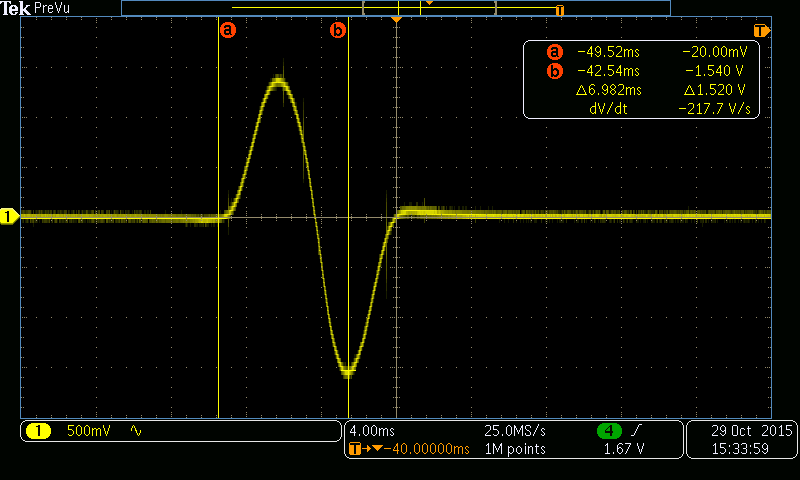 Tek PreVu
T
a b T
a -49.52ms -20.00mV
b -42.54ms -1.540 V
Δ6.982ms Δ1.520 V
dV/dt -217.7 V/s
1
1 500mV
4.00ms 25.0MS/s 4
T→▼-40.00000ms 1M points 1.67 V
29 Oct 2015
15:33:59